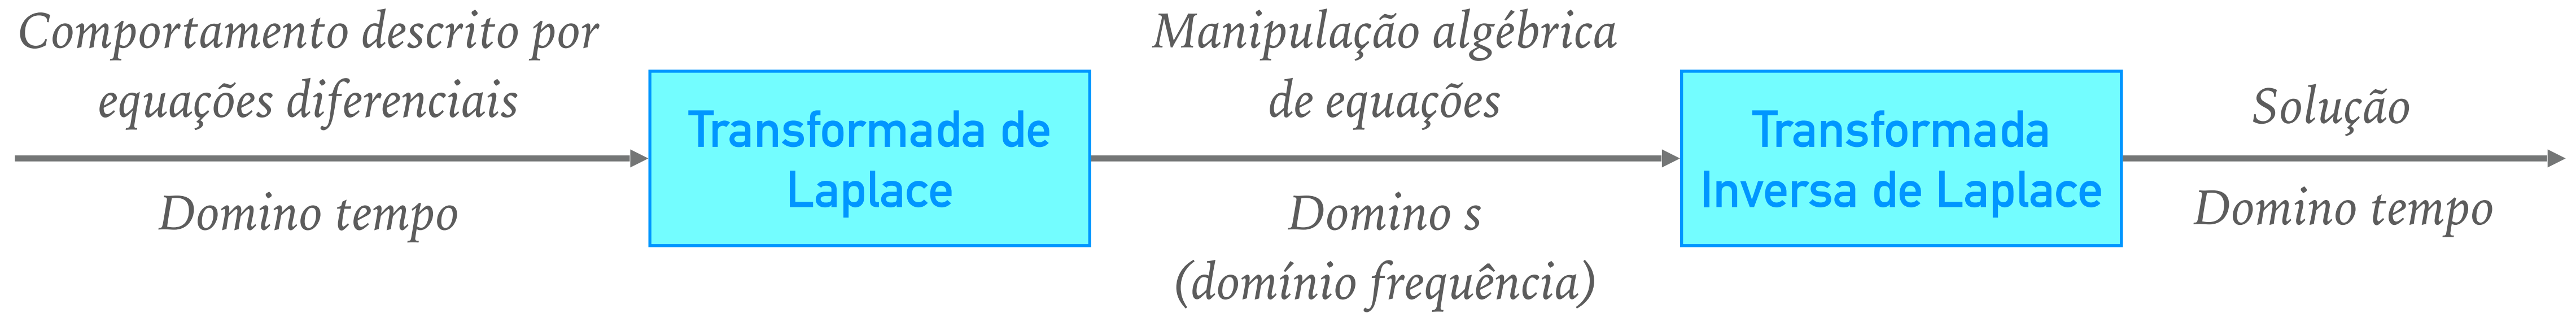 Comportamento descrito por
equações diferenciais
Domino tempo
Transformada de
Laplace
Manipulação algébrica
de equações
Domino s
(domínio frequência)
Transformada
Inversa de Laplace
Solução
Domino tempo